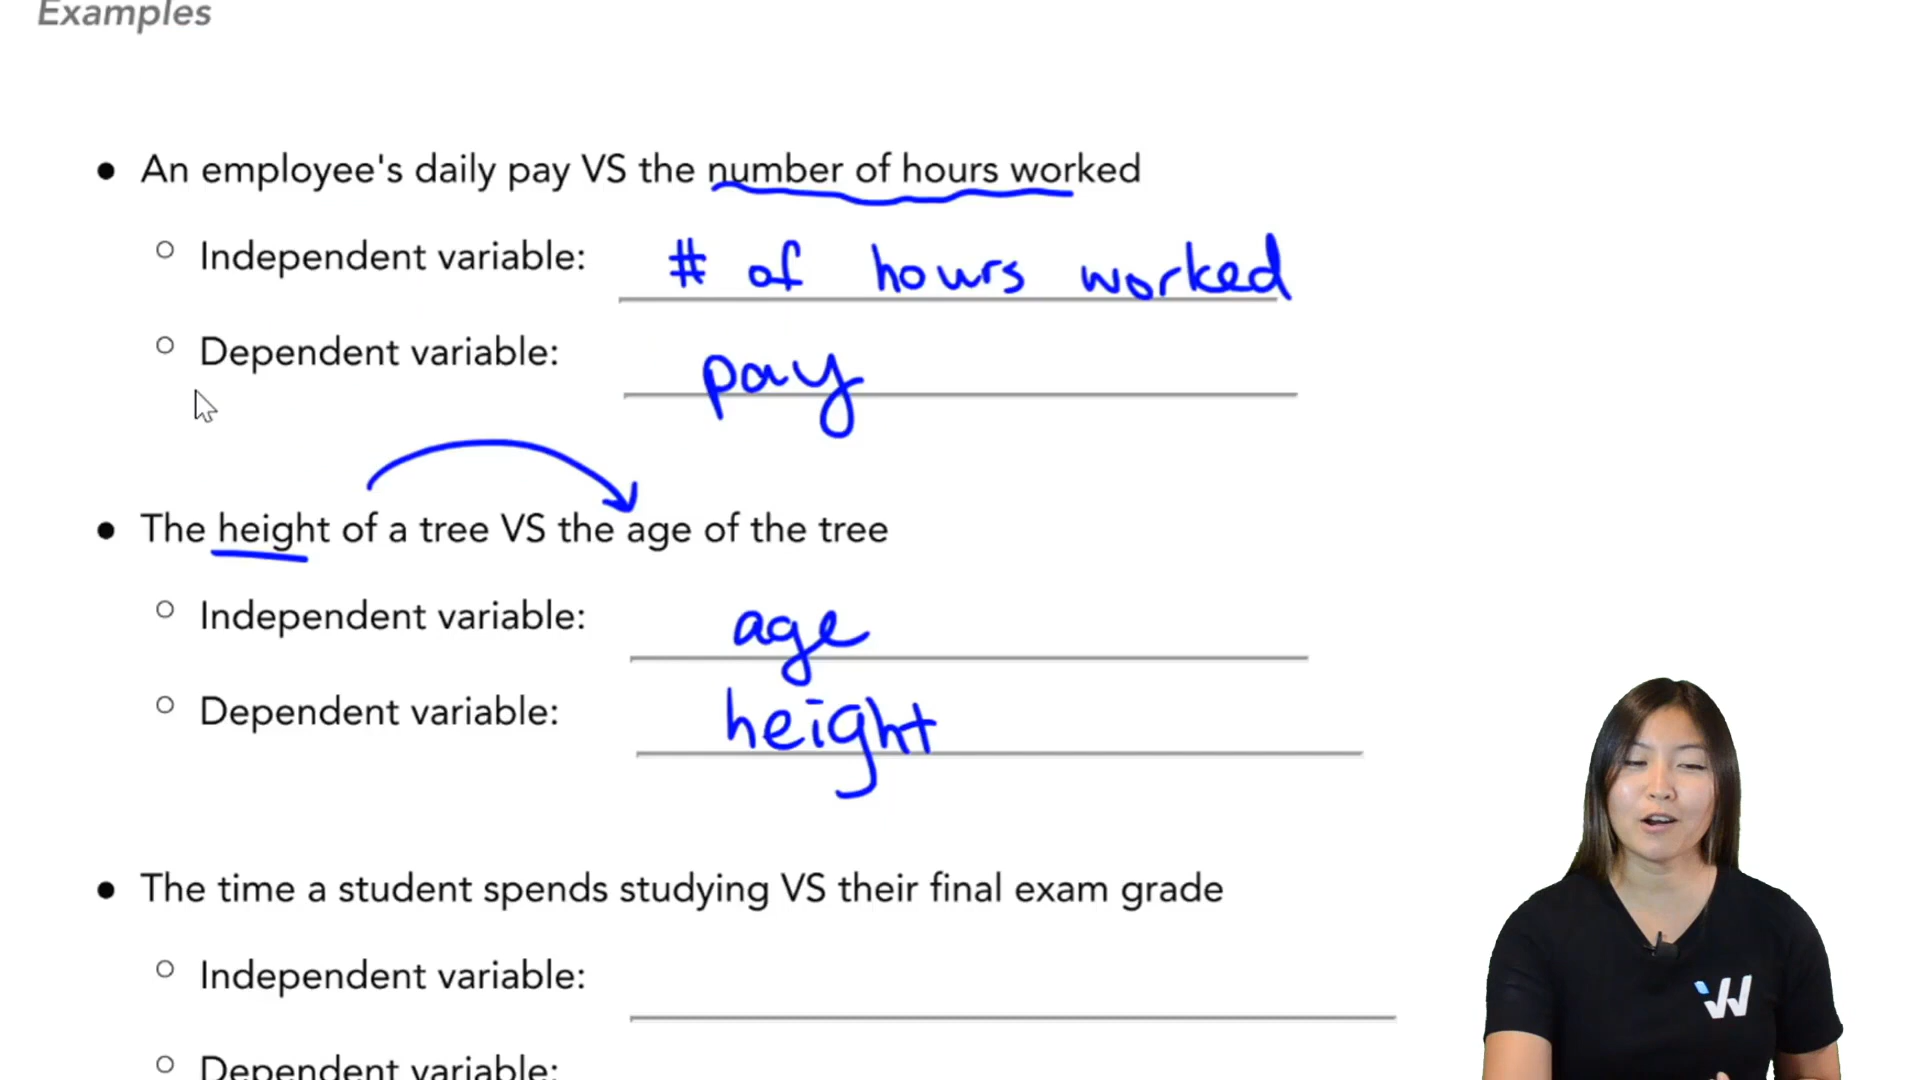 Examples
● An employee's daily pay VS the number of hours worked
○ Independent variable: # of hours worked
○ Dependent variable: pay
● The height of a tree VS the age of the tree
○ Independent variable: age
○ Dependent variable: height
● The time a student spends studying VS their final exam grade
○ Independent variable:
○ Dependent variable:
W